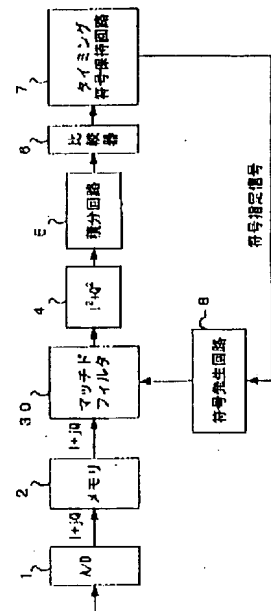 1
A/D
I+jQ
2
メモリ
I+jQ
30
マッチド
フィルタ
4
I²+Q²
5
積分回路
6
比較
器
7
タイミング
符号保持回路
8
符号発生回路
符号指定信号